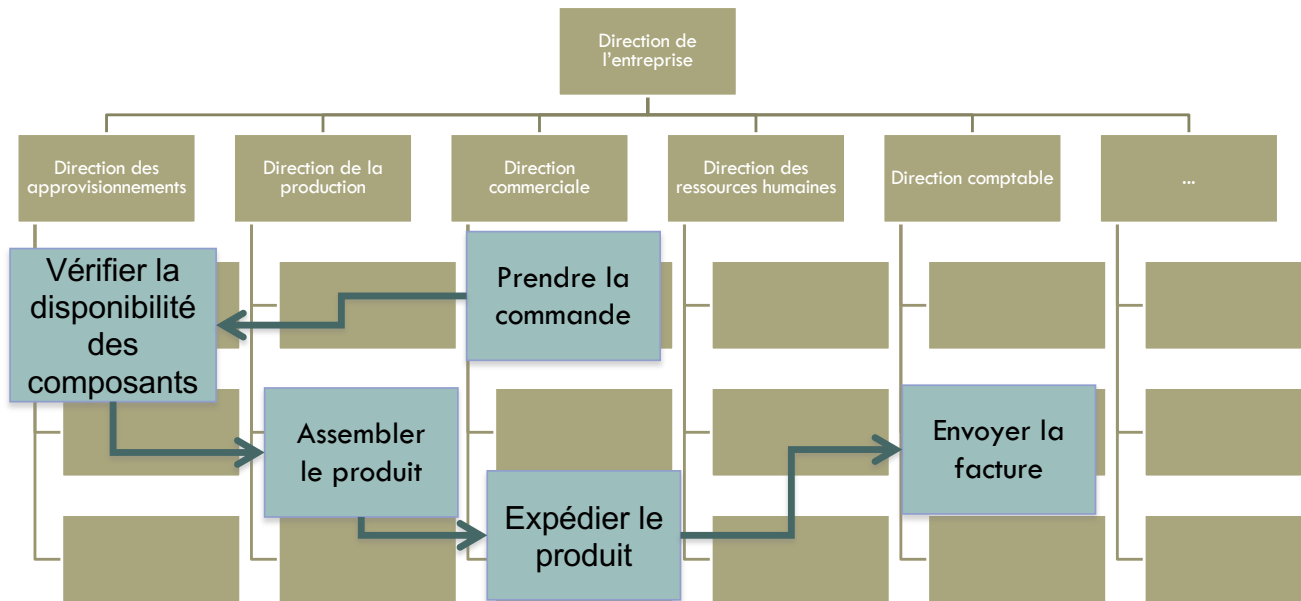 Direction de
l'entreprise
Direction des
approvisionnements
Direction de la
production
Direction
commerciale
Direction des
ressources humaines
Direction comptable
...
Vérifier la
disponibilité
des
composants
Prendre la
commande
Assembler
le produit
Envoyer la
facture
Expédier le
produit